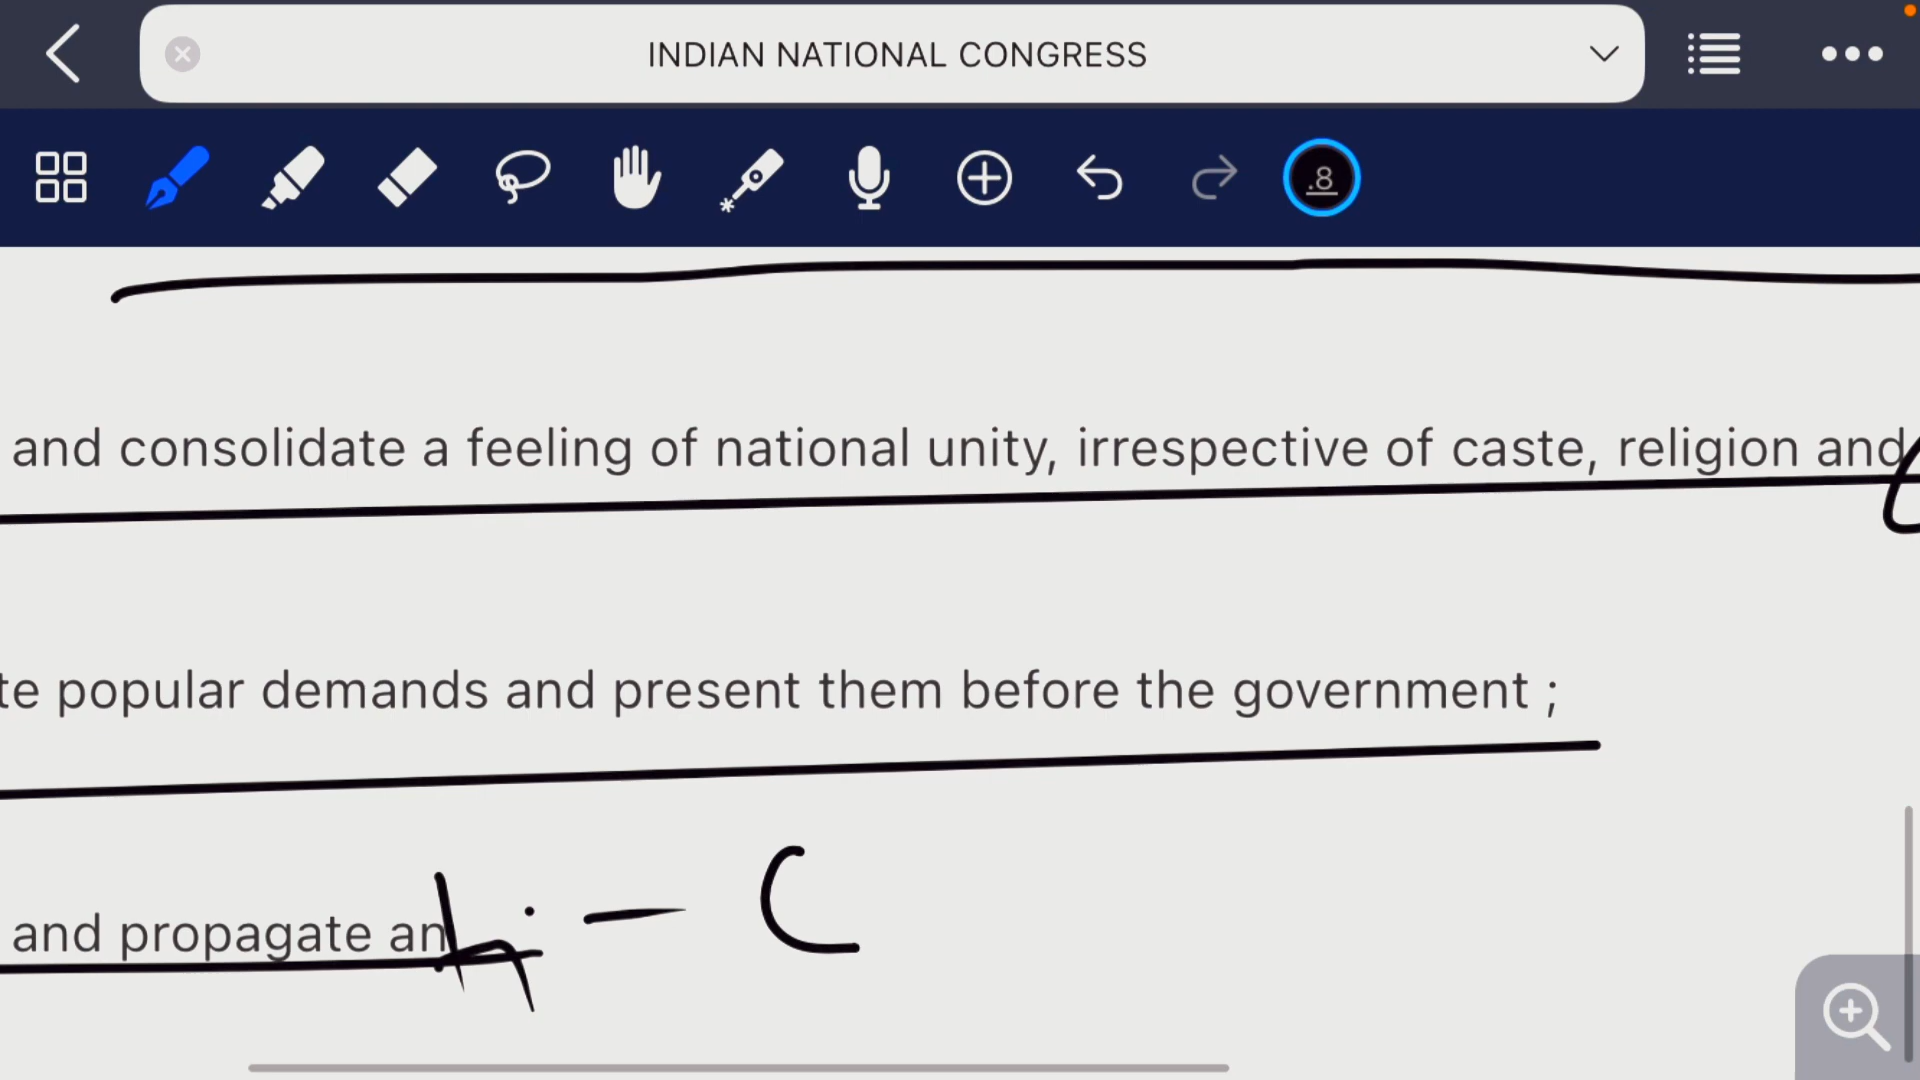 INDIAN NATIONAL CONGRESS
.8
and consolidate a feeling of national unity, irrespective of caste, religion and
te popular demands and present them before the government ;
and propagate an